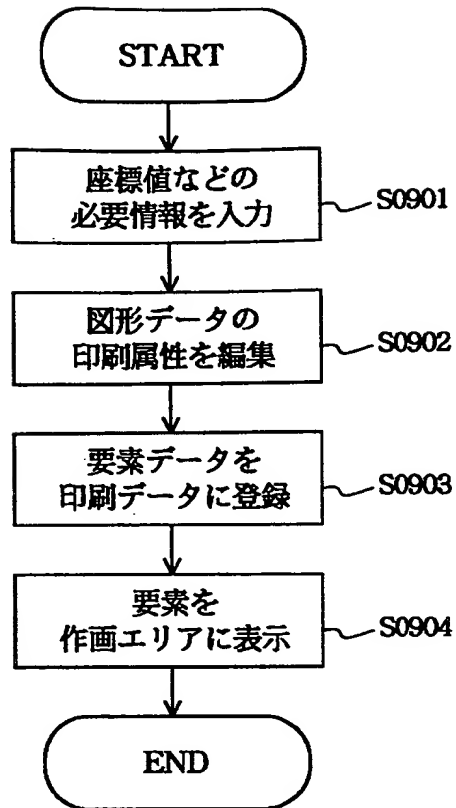 START
座標値などの
必要情報を入力
S0901
図形データの
印刷属性を編集
S0902
要素データを
印刷データに登録
S0903
要素を
作画エリアに表示
S0904
END